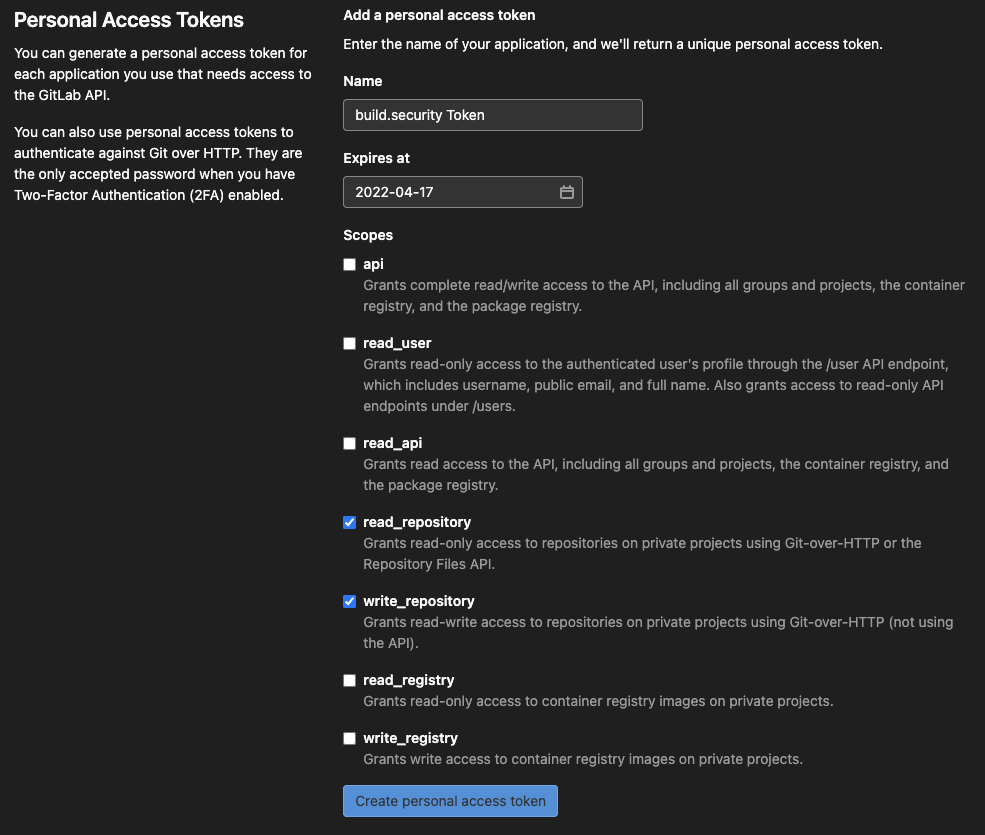 Personal Access Tokens
You can generate a personal access token for
each application you use that needs access to
the GitLab API.
You can also use personal access tokens to
authenticate against Git over HTTP. They are
the only accepted password when you have
Two-Factor Authentication (2FA) enabled.
Add a personal access token
Enter the name of your application, and we'll return a unique personal access token.
Name
build.security Token
Expires at
2022-04-17
Scopes
api
Grants complete read/write access to the API, including all groups and projects, the container
registry, and the package registry.
read_user
Grants read-only access to the authenticated user's profile through the /user API endpoint,
which includes username, public email, and full name. Also grants access to read-only API
endpoints under /users.
read_api
Grants read access to the API, including all groups and projects, the container registry, and
the package registry.
read_repository
Grants read-only access to repositories on private projects using Git-over-HTTP or the
Repository Files API.
write_repository
Grants read-write access to repositories on private projects using Git-over-HTTP (not using
the API).
read_registry
Grants read-only access to container registry images on private projects.
write_registry
Grants write access to container registry images on private projects.
Create personal access token